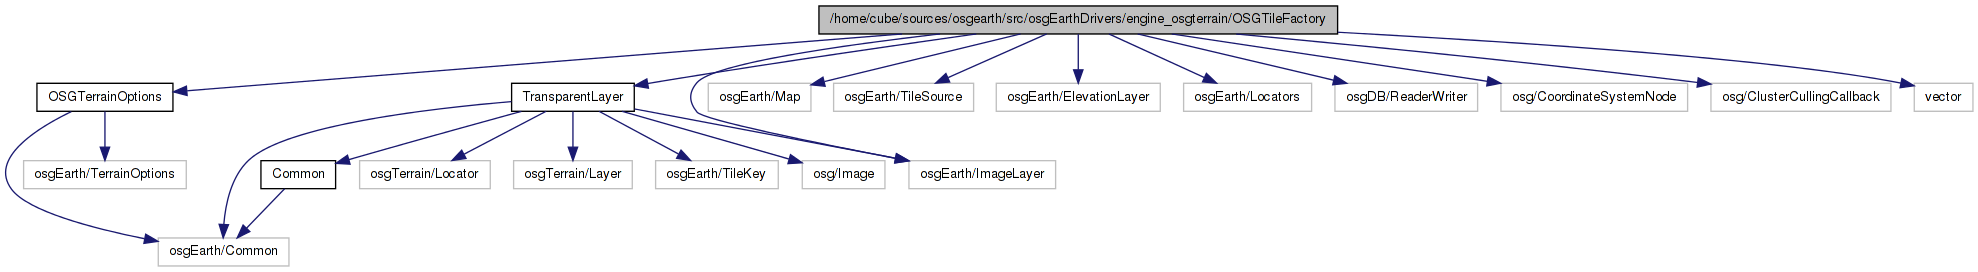 /home/cube/sources/osgearth/src/osgEarthDrivers/engine_osgterrain/OSGTileFactory
OSGTerrainOptions
TransparentLayer
osgEarth/Map
osgEarth/TileSource
osgEarth/ElevationLayer
osgEarth/Locators
osgDB/ReaderWriter
osg/CoordinateSystemNode
osg/ClusterCullingCallback
vector
osgEarth/TerrainOptions
Common
osgTerrain/Locator
osgTerrain/Layer
osgEarth/TileKey
osg/Image
osgEarth/ImageLayer
osgEarth/Common